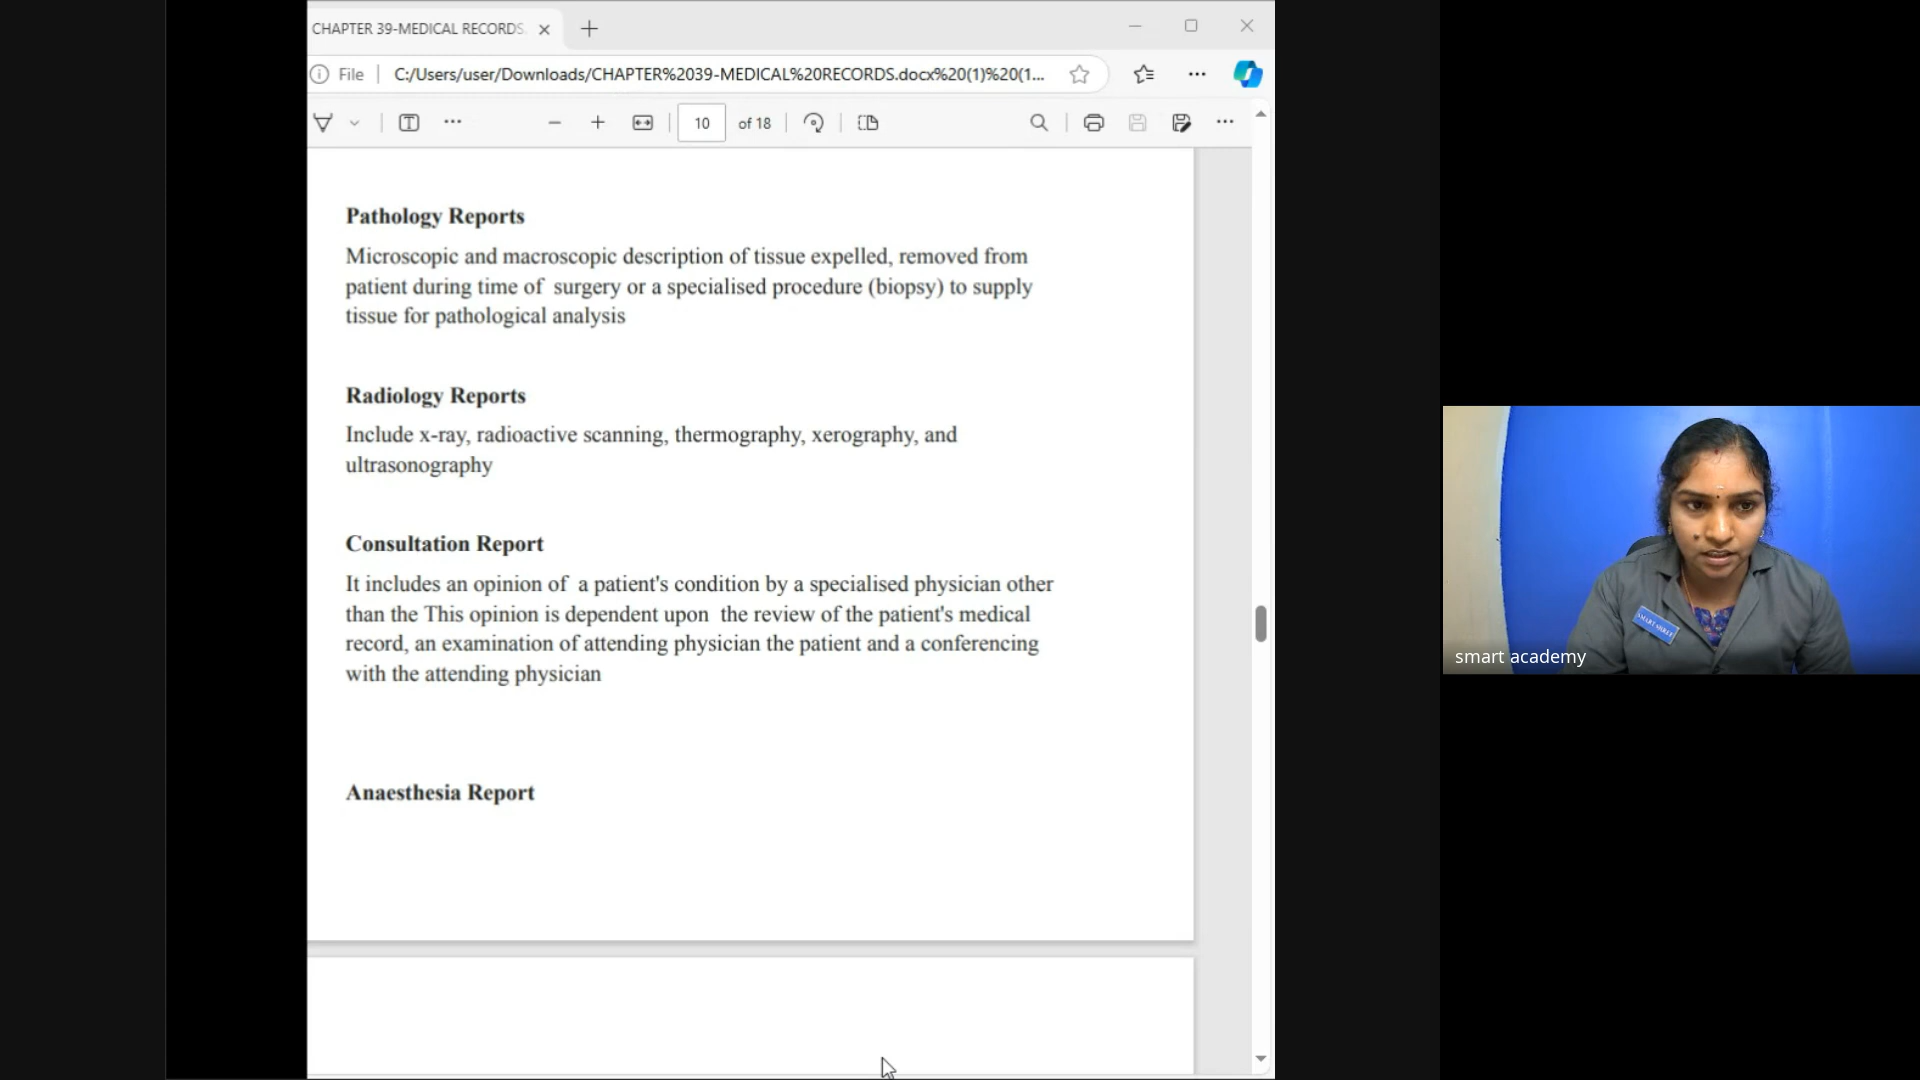 CHAPTER 39-MEDICAL RECORDS.
File
C:/Users/user/Downloads/CHAPTER%2039-MEDICAL%20RECORDS.docx%20(1)%20(1...
10 of 18
Pathology Reports
Microscopic and macroscopic description of tissue expelled, removed from
patient during time of surgery or a specialised procedure (biopsy) to supply
tissue for pathological analysis
Radiology Reports
Include x-ray, radioactive scanning, thermography, xerography, and
ultrasonography
Consultation Report
It includes an opinion of a patient's condition by a specialised physician other
than the This opinion is dependent upon the review of the patient's medical
record, an examination of attending physician the patient and a conferencing
with the attending physician
Anaesthesia Report
smart academy